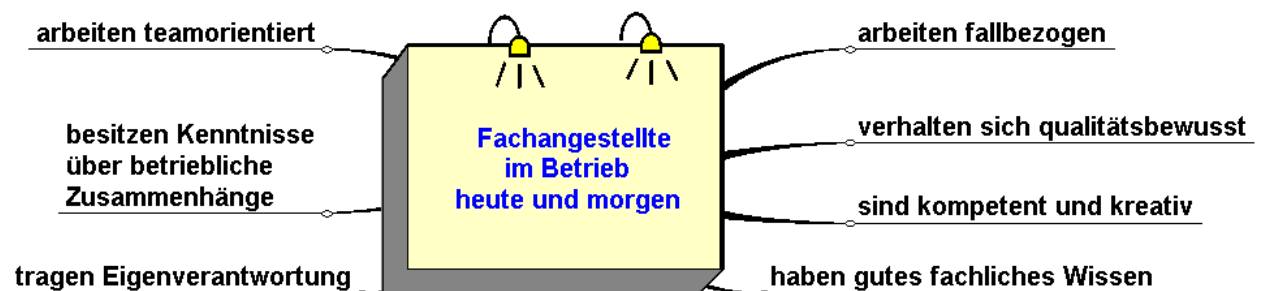 arbeiten teamorientiert
besitzen Kenntnisse
über betriebliche
Zusammenhänge
tragen Eigenverantwortung
Fachangestellte
im Betrieb
heute und morgen
arbeiten fallbezogen
verhalten sich qualitätsbewusst
sind kompetent und kreativ
haben gutes fachliches Wissen